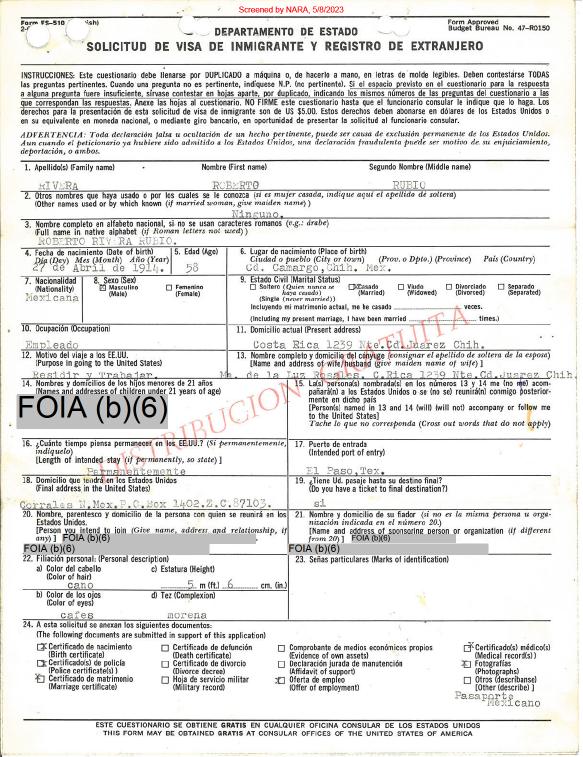 Screened by NARA, 5/8/2023
Form FS-510
Form Approved
Budget Bureau No. 47-R0150
DEPARTAMENTO DE ESTADO
SOLICITUD DE VISA DE INMIGRANTE Y REGISTRO DE EXTRANJERO
INSTRUCCIONES: Este cuestionario debe llenarse por DUPLICADO a máquina o, de hacerlo a mano, en letras de molde legibles. Deben contestarse TODAS
las preguntas pertinentes. Cuando una pregunta no es pertinente, indíquese N.P. (no pertinente). Si el espacio previsto en el cuestionario para la respuesta
a alguna pregunta fuere insuficiente, sírvase contestar en hojas aparte, por duplicado, indicando los mismos números de las preguntas del cuestionario a las
que correspondan las respuestas. Anexe las hojas al cuestionario. NO FIRME este cuestionario hasta que el funcionario consular le indique que lo haga. Los
derechos para la presentación de esta solicitud de visa de inmigrante son de US $5.00. Estos derechos deben abonarse en dólares de los Estados Unidos o
en su equivalente en moneda nacional, o mediante giro bancario, en oportunidad de presentar la solicitud al funcionario consular.
ADVERTENCIA: Toda declaración falsa u ocultación de un hecho pertinente, puede ser causa de exclusión permanente de los Estados Unidos.
Aun cuando el peticionario ya hubiere sido admitido a los Estados Unidos, una declaración fraudulenta puede ser motivo de su enjuiciamiento,
deportación, o ambos.
1. Apellido(s) (Family name) Nombre (First name) Segundo Nombre (Middle name)
RIVERA ROBERTO RUBIO
2. Otros nombres que haya usado o por los cuales se le conozca (si es mujer casada, indique aquí el apellido de soltera)
(Other names used or by which known (if married woman, give maiden name))
Ninguno.
3. Nombre completo en alfabeto nacional, si no se usan caracteres romanos (v.g.: árabe)
(Full name in native alphabet (if Roman letters not used))
ROBERTO RIVERA RUBIO.
4. Fecha de nacimiento (Date of birth)
Día (Day) Mes (Month) Año (Year)
27 de Abril de 1914.
5. Edad (Age)
58
6. Lugar de nacimiento (Place of birth)
Ciudad o pueblo (City or town) (Prov. o Dpto.) (Province) País (Country)
Cd. Camargo,Chih. Mex.
7. Nacionalidad
(Nationality)
Mexicana
8. Sexo (Sex)
Masculino
(Male)
Femenino
(Female)
9. Estado Civil (Marital Status)
Soltero (Quien nunca se
haya casado)
Single (never married))
Casado
(Married)
Viudo
(Widowed)
Divorciado
(Divorced)
Separado
(Separated)
Incluyendo mi matrimonio actual, me he casado veces.
(Including my present marriage, I have been married times.)
10. Ocupación (Occupation)
Empleado
11. Domicilio actual (Present address)
Costa Rica 1239 Nte.Cd.Juarez Chih.
12. Motivo del viaje a los EE.UU.
(Purpose in going to the United States)
Residir y Trabajar.
13. Nombre completo y domicilio del cónyuge (consignar el apellido de soltera de la esposa)
[Name and address of wife/husband (give maiden name of wife)]
Ma. de la Luz Rosales, C.Rica 1239 Nte.Cd.Juarez Chih.
14. Nombres y domicilios de los hijos menores de 21 años
(Names and addresses of children under 21 years of age)
FOIA (b)(6)
15. La(s) persona(s) nombrada(s) en los números 13 y 14 me (no me) acom-
pañará(n) a los Estados Unidos o se (no se) reunirá(n) conmigo posterior-
mente en dicho país
[Person(s) named in 13 and 14 (will) (will not) accompany or follow me
to the United States]
Tache lo que no corresponda (Cross out words that do not apply)
16. ¿Cuánto tiempo piensa permanecer en los EE.UU.? (Si permanentemente,
indíquelo)
[Length of intended stay (if permanently, so state)]
Parmanentemente
17. Puerto de entrada
(Intended port of entry)
El Paso,Tex.
18. Domicilio que tendrá en los Estados Unidos
(Final address in the United States)
Corrales N.Mex.P.O.Box 1402.Z.C.87103.
19. ¿Tiene Ud. pasaje hasta su destino final?
(Do you have a ticket to final destination?)
si
20. Nombre, parentesco y domicilio de la persona con quien se reunirá en los
Estados Unidos.
[Person you intend to join (Give name, address and relationship, if
any)] FOIA (b)(6)
FOIA (b)(6)
21. Nombre y domicilio de su fiador (si no es la misma persona u orga-
nización indicada en el número 20.)
[Name and address of sponsoring person or organization (if different
from 20)] FOIA (b)(6)
FOIA (b)(6)
22. Filiación personal: (Personal description)
a) Color del cabello
(Color of hair)
cano
c) Estatura (Height)
5 m (ft.) 6 cm. (in.)
b) Color de los ojos
(Color of eyes)
cafes
d) Tez (Complexion)
morena
23. Señas particulares (Marks of identification)
24. A esta solicitud se anexan los siguientes documentos:
(The following documents are submitted in support of this application)
X Certificado de nacimiento
(Birth certificate)
X Certificado(s) de policía
(Police certificate(s))
X Certificado de matrimonio
(Marriage certificate)
Certificado de defunción
(Death certificate)
Certificado de divorcio
(Divorce decree)
Hoja de servicio militar
(Military record)
Comprobante de medios económicos propios
(Evidence of own assets)
Declaración jurada de manutención
(Affidavit of support)
X Oferta de empleo
(Offer of employment)
X Certificado(s) médico(s)
(Medical record(s))
X Fotografías
(Photographs)
Otros (descríbanse)
[Other (describe)]
Pasaporte
Mexicano
DISTRIBUCION GRATUITA
ESTE CUESTIONARIO SE OBTIENE GRATIS EN CUALQUIER OFICINA CONSULAR DE LOS ESTADOS UNIDOS
THIS FORM MAY BE OBTAINED GRATIS AT CONSULAR OFFICES OF THE UNITED STATES OF AMERICA